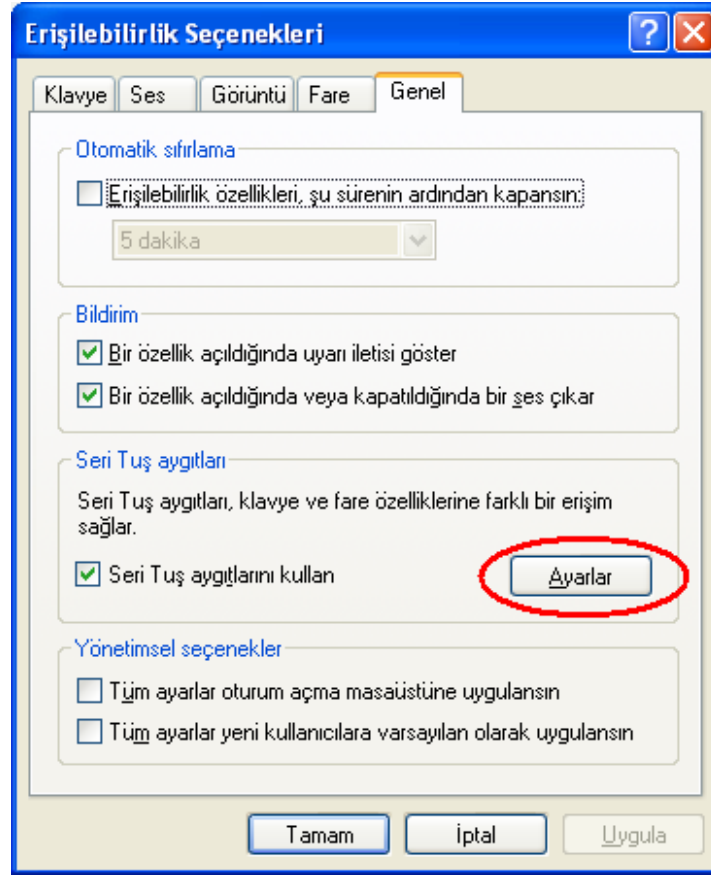 Erişilebilirlik Seçenekleri
Klavye Ses Görüntü Fare Genel
Otomatik sıfırlama
Erişilebilirlik özellikleri, şu sürenin ardından kapansın:
5 dakika
Bildirim
Bir özellik açıldığında uyarı iletisi göster
Bir özellik açıldığında veya kapatıldığında bir ses çıkar
Seri Tuş aygıtları
Seri Tuş aygıtları, klavye ve fare özelliklerine farklı bir erişim
sağlar.
Seri Tuş aygıtlarını kullan Ayarlar
Yönetimsel seçenekler
Tüm ayarlar oturum açma masaüstüne uygulansın
Tüm ayarlar yeni kullanıcılara varsayılan olarak uygulansın
Tamam İptal Uygula